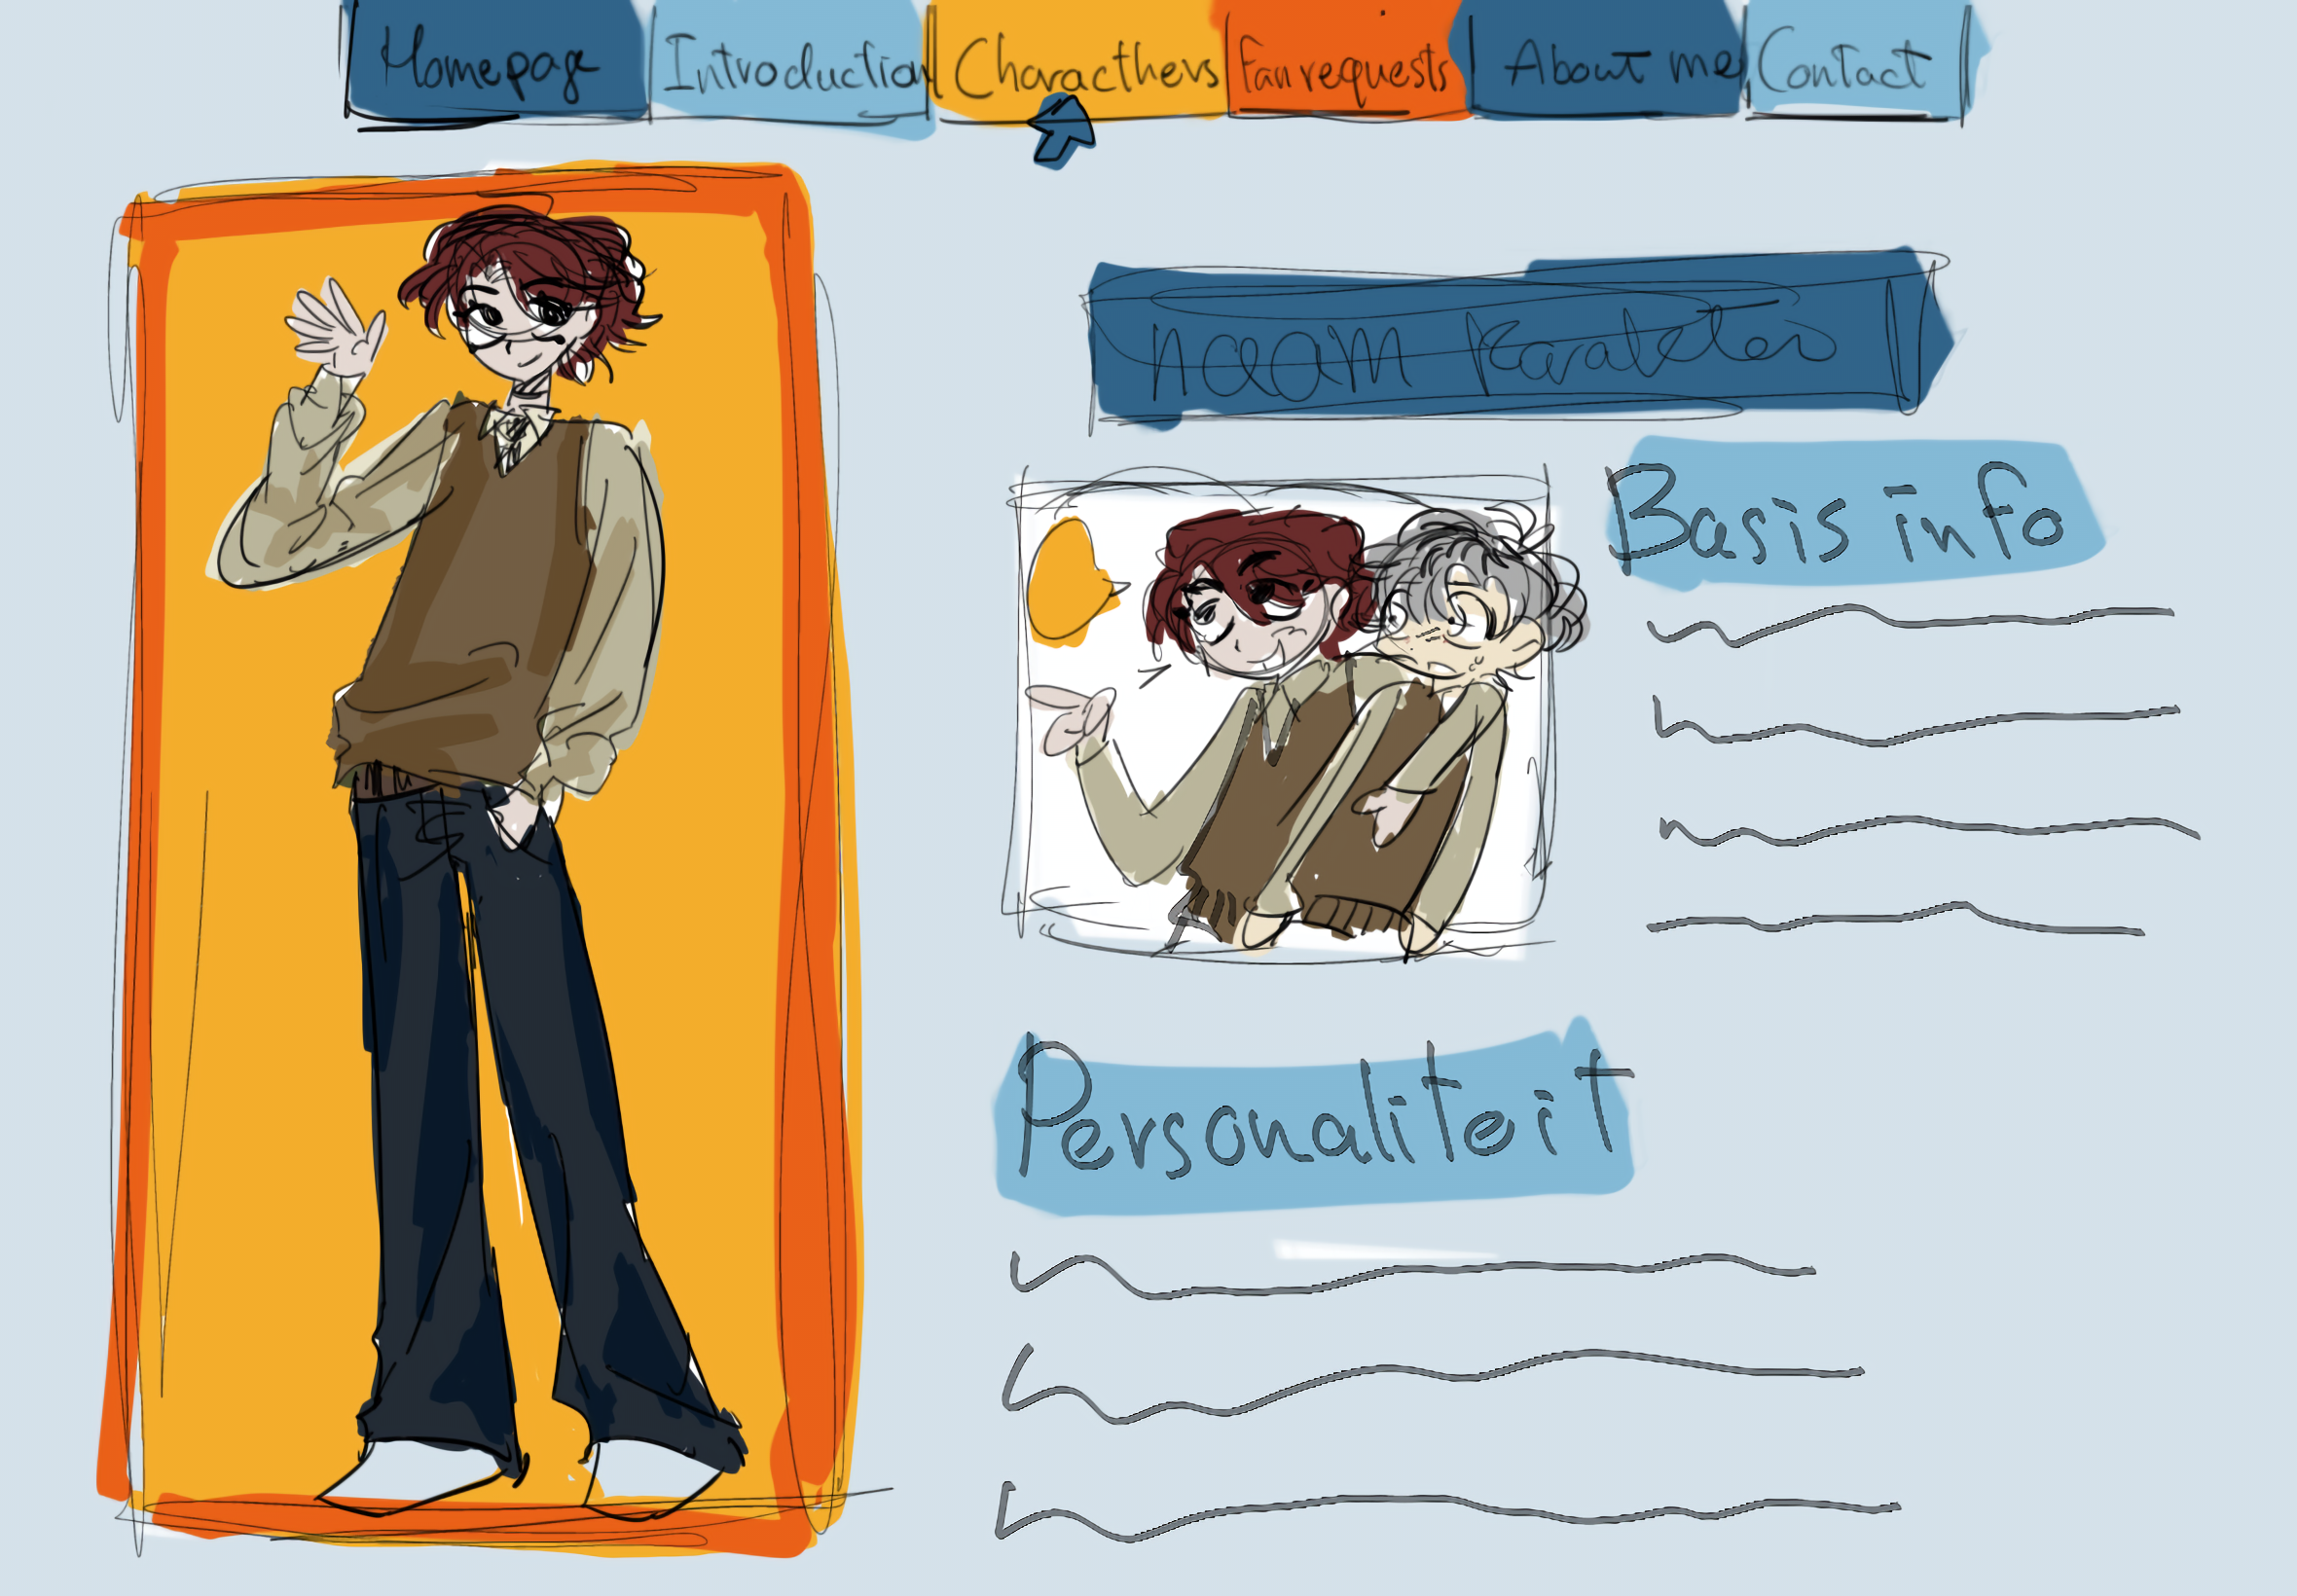 Homepage Introduction Characthers Fan requests About me Contact
naam Karakter
Basis info
Personaliteit